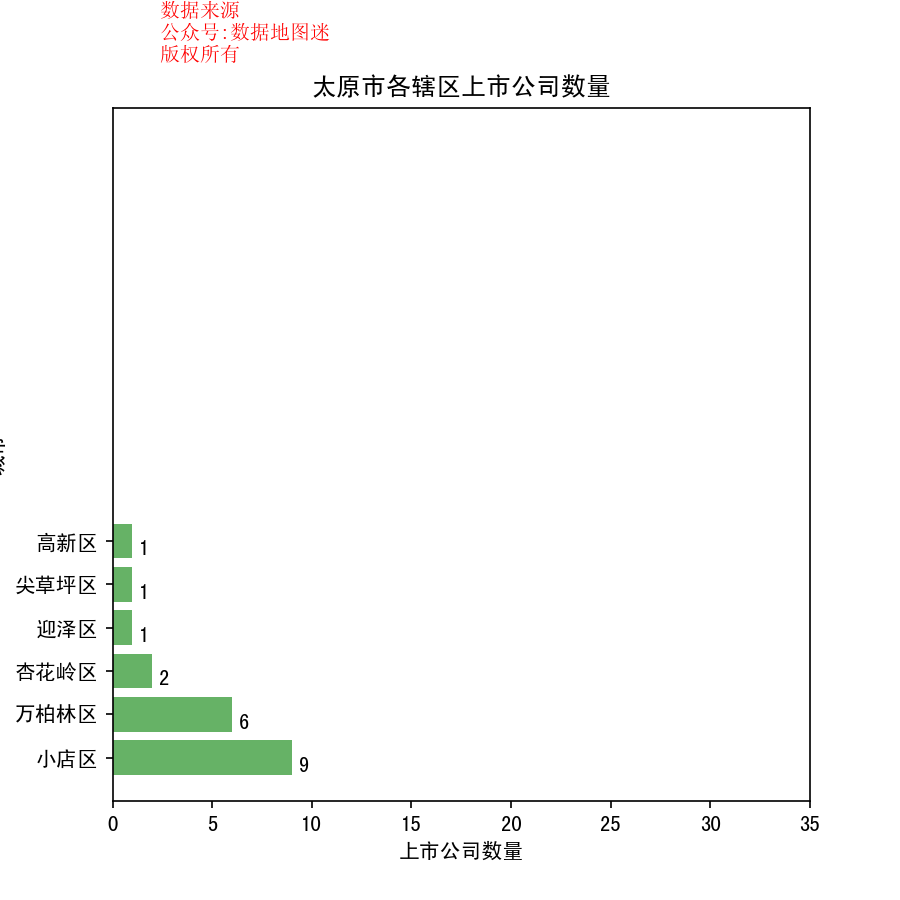 数据来源
公众号:数据地图迷
版权所有
太原市各辖区上市公司数量
高新区 1
尖草坪区 1
迎泽区 1
杏花岭区 2
万柏林区 6
小店区 9
0 5 10 15 20 25 30 35
上市公司数量